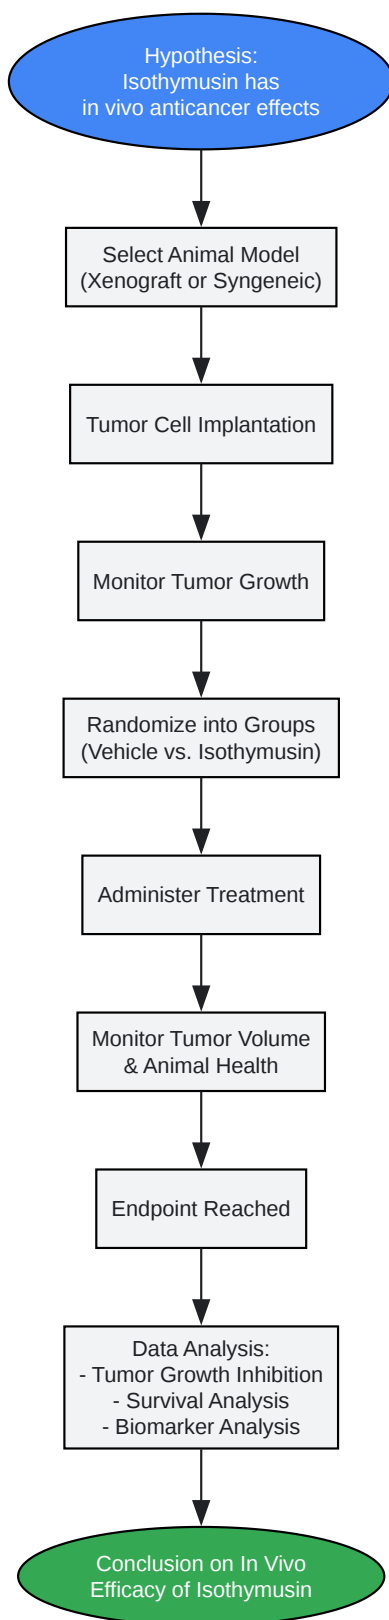 Hypothesis:
Isothymusin has
in vivo anticancer effects
Select Animal Model
(Xenograft or Syngeneic)
Tumor Cell Implantation
Monitor Tumor Growth
Randomize into Groups
(Vehicle vs. Isothymusin)
Administer Treatment
Monitor Tumor Volume
& Animal Health
Endpoint Reached
Data Analysis:
- Tumor Growth Inhibition
- Survival Analysis
- Biomarker Analysis
Conclusion on In Vivo
Efficacy of Isothymusin